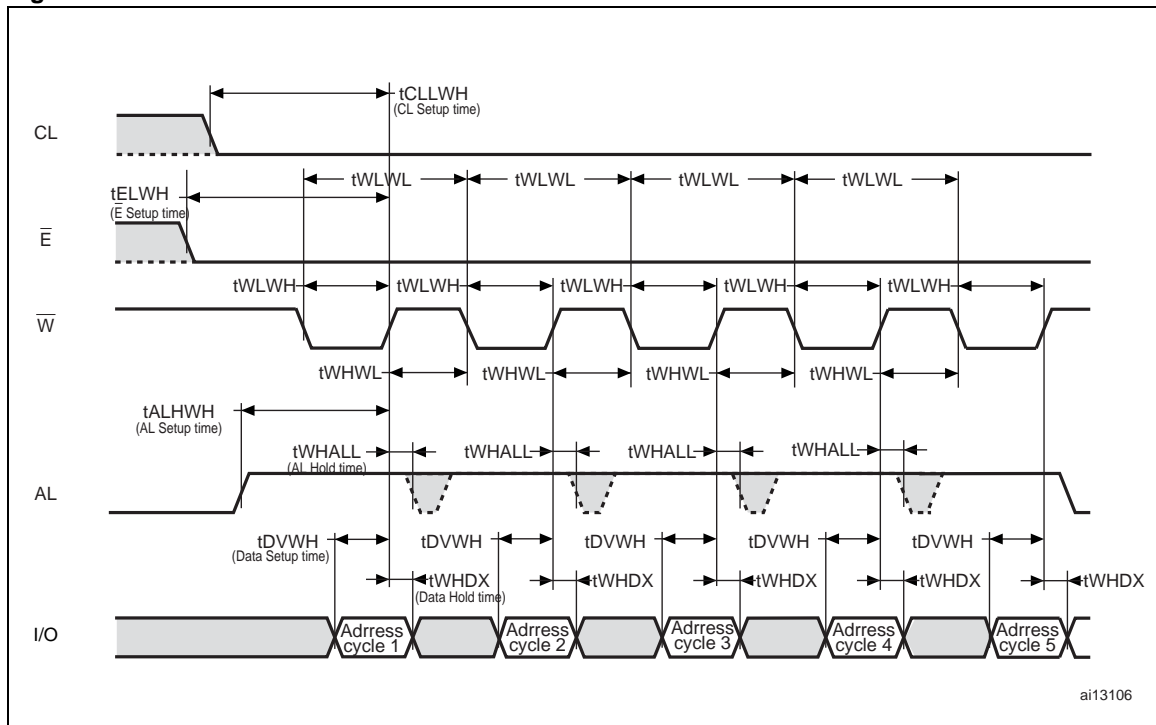 tCLLWH
(CL Setup time)
CL
tWLWL tWLWL tWLWL tWLWL
tELWH
(E Setup time)
E
tWLWH tWLWH tWLWH tWLWH tWLWH
W
tWHWL tWHWL tWHWL tWHWL
tALHWH
(AL Setup time)
tWHALL tWHALL tWHALL tWHALL
(AL Hold time)
AL
tDVWH tDVWH tDVWH tDVWH tDVWH
(Data Setup time)
tWHDX tWHDX tWHDX tWHDX tWHDX
(Data Hold time)
I/O
Adrress cycle 1
Adrress cycle 2
Adrress cycle 3
Adrress cycle 4
Adrress cycle 5
ai13106